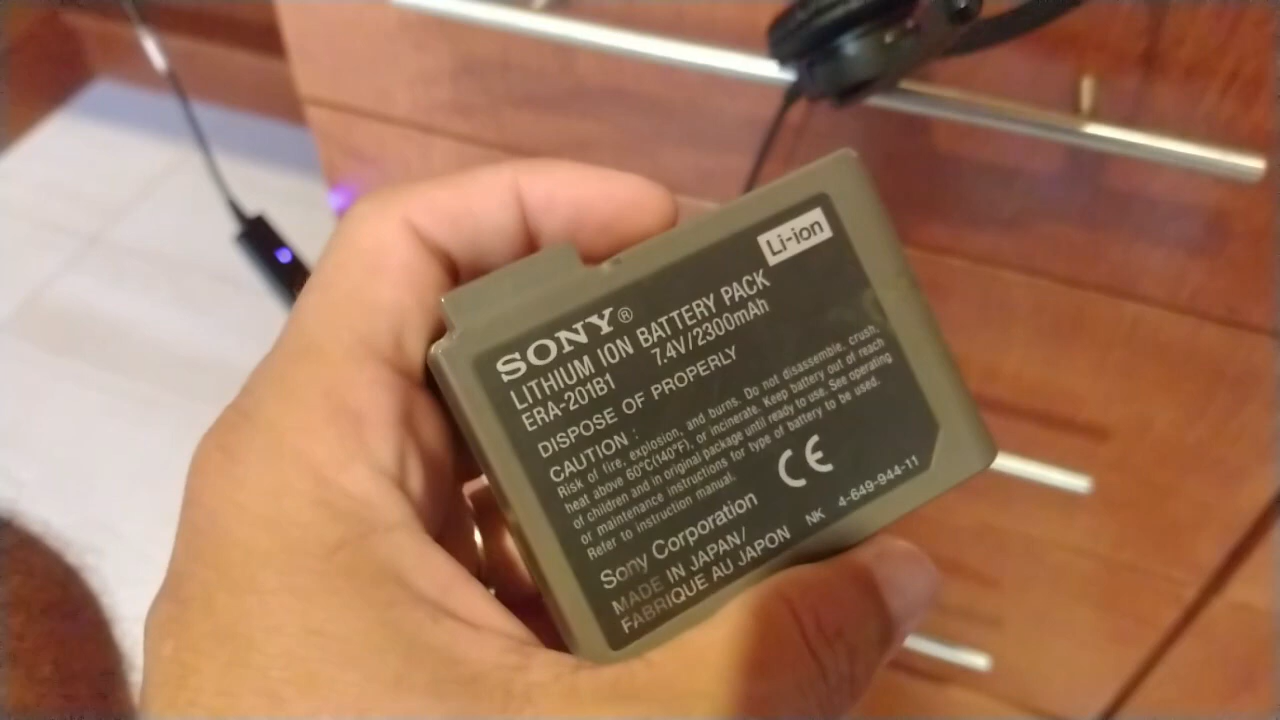 Li-ion
SONY®
LITHIUM ION BATTERY PACK
ERA-201B1 7.4V/2300mAh
DISPOSE OF PROPERLY
CAUTION :
Risk of fire, explosion, and burns. Do not disassemble, crush,
heat above 60°C(140°F), or incinerate. Keep battery out of reach
of children and in original package until ready to use. See operating
or maintenance instructions for type of battery to be used.
Refer to instruction manual.
CE
Sony Corporation
MADE IN JAPAN/
FABRIQUE AU JAPON NK 4-649-944-11